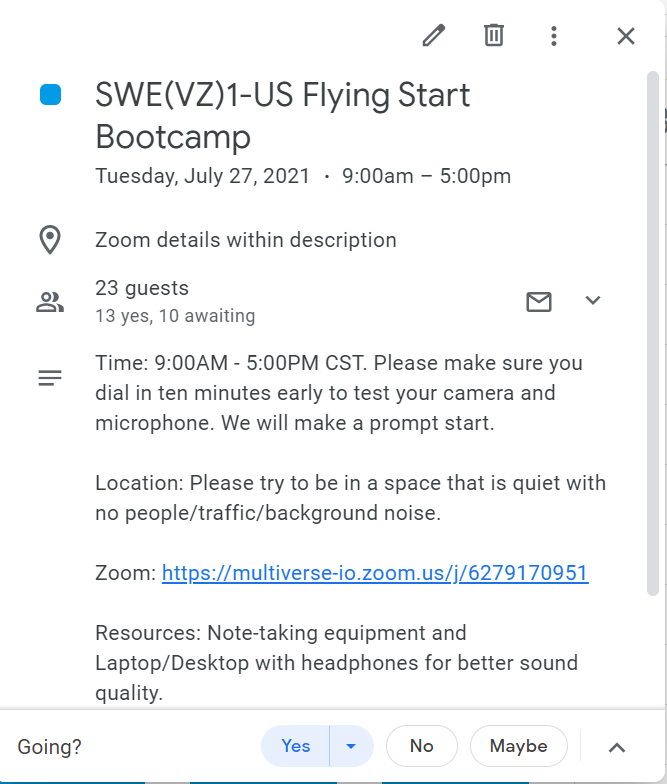 SWE(VZ)1-US Flying Start
Bootcamp
Tuesday, July 27, 2021 · 9:00am – 5:00pm
Zoom details within description
23 guests
13 yes, 10 awaiting
Time: 9:00AM - 5:00PM CST. Please make sure you
dial in ten minutes early to test your camera and
microphone. We will make a prompt start.
Location: Please try to be in a space that is quiet with
no people/traffic/background noise.
Zoom: https://multiverse-io.zoom.us/j/6279170951
Resources: Note-taking equipment and
Laptop/Desktop with headphones for better sound
quality.
Going? Yes No Maybe